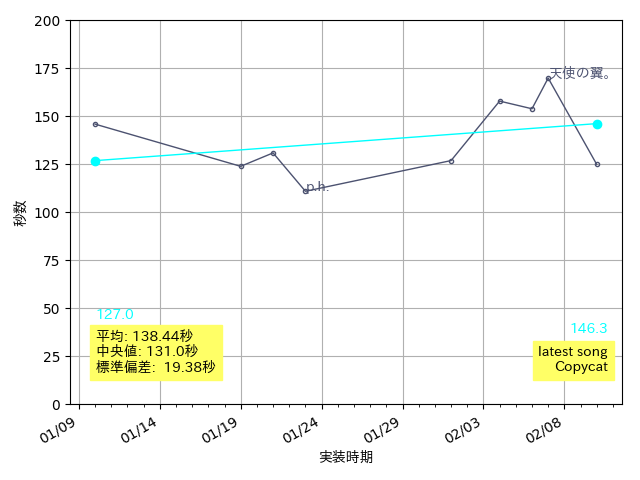 200
175
150
125
100
75
50
25
0
秒数
天使の翼。
p.h.
127.0
平均: 138.44秒
中央値: 131.0秒
標準偏差: 19.38秒
146.3
latest song
Copycat
01/09
01/14
01/19
01/24
01/29
02/03
02/08
実装時期